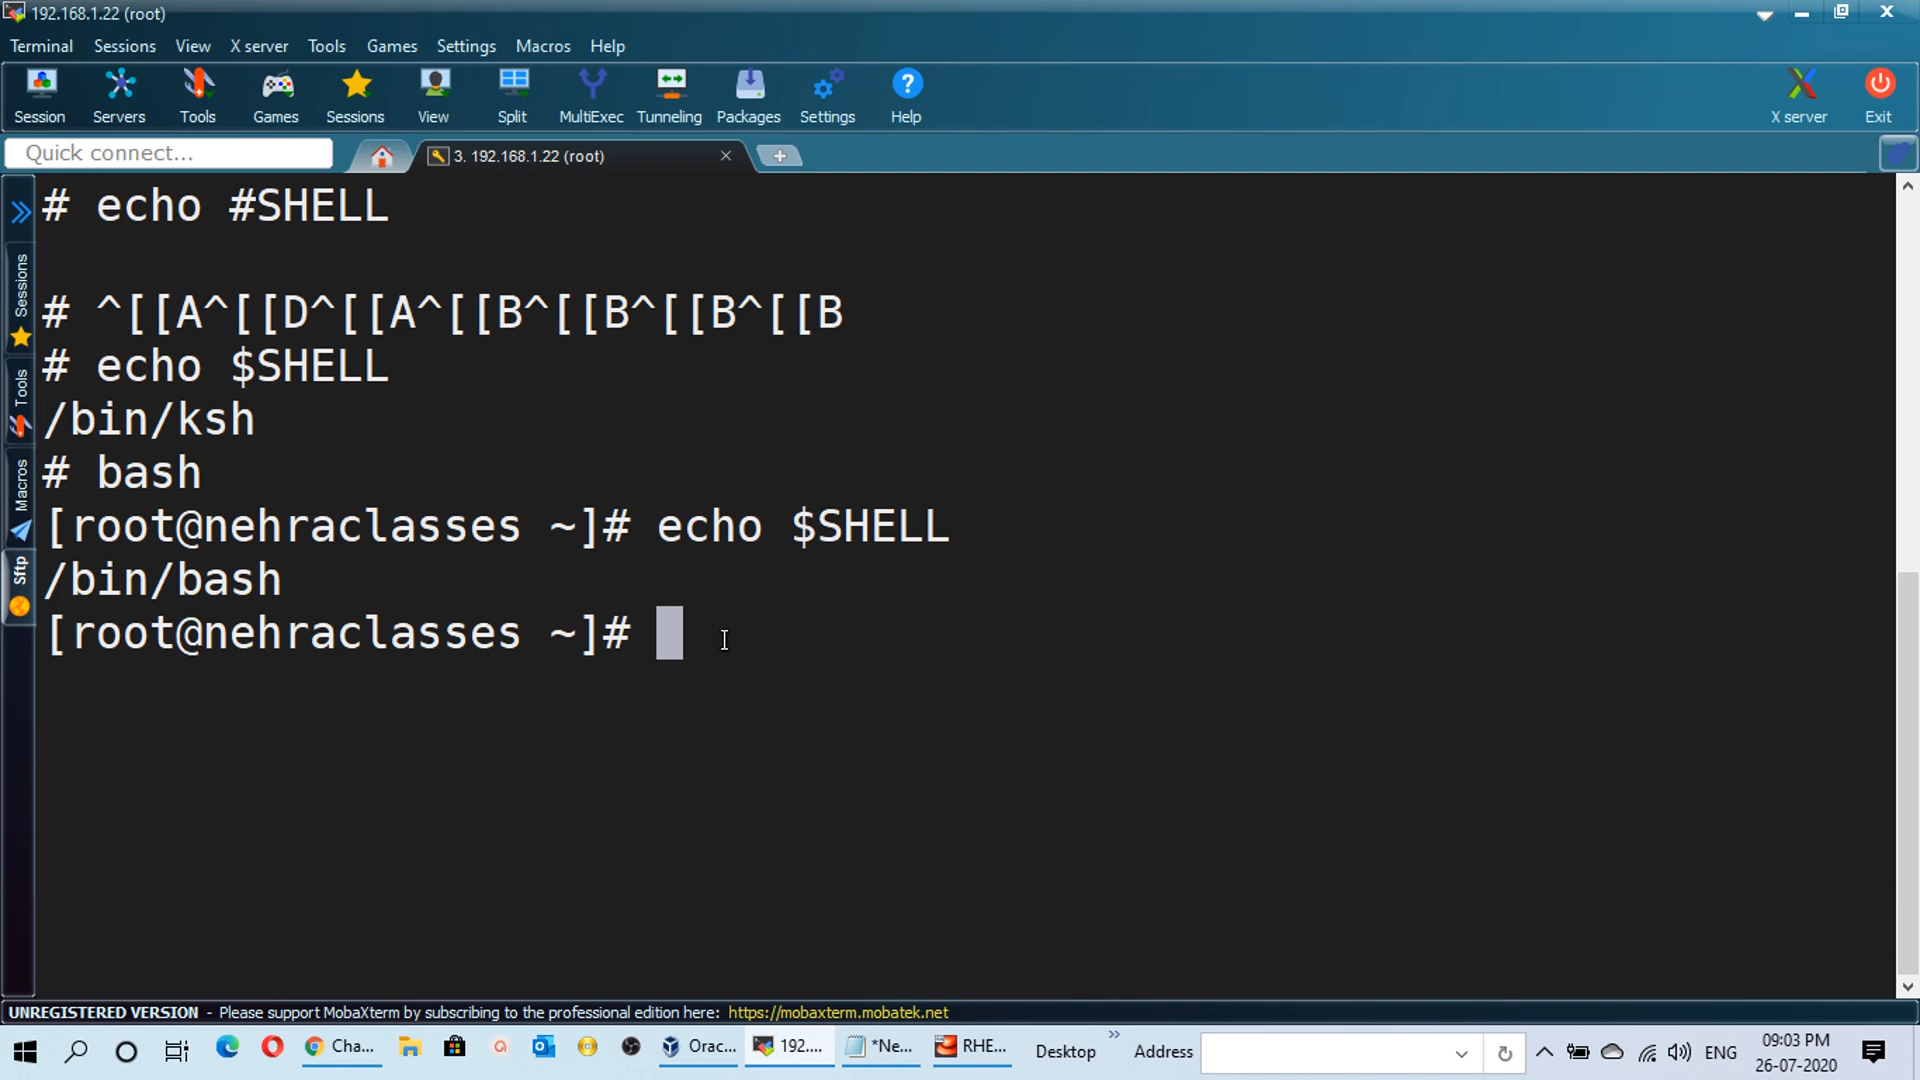 192.168.1.22 (root)
Terminal Sessions View X server Tools Games Settings Macros Help
Session Servers Tools Games Sessions View Split MultiExec Tunneling Packages Settings Help X server Exit
Quick connect... 3. 192.168.1.22 (root)
# echo #SHELL
# ^[[A^[[D^[[A^[[B^[[B^[[B^[[B
# echo $SHELL
/bin/ksh
# bash
[root@nehraclasses ~]# echo $SHELL
/bin/bash
[root@nehraclasses ~]#
Sessions
Tools
Macros
Sftp
UNREGISTERED VERSION - Please support MobaXterm by subscribing to the professional edition here: https://mobaxterm.mobatek.net
Cha... Orac... 192.... *Ne... RHE... Desktop Address ENG 09:03 PM
26-07-2020